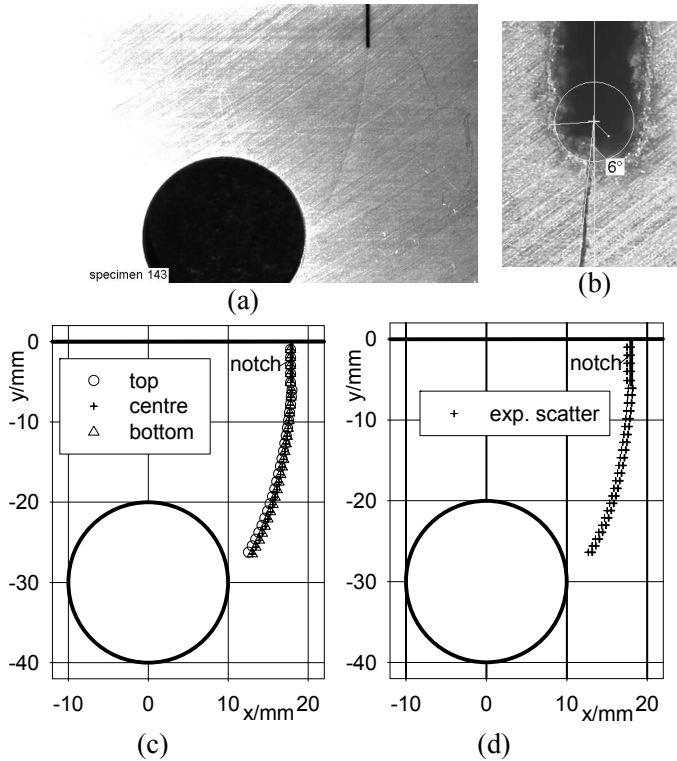 specimen 143
(a)
6°
(b)
0
-10
-20
-30
-40
y/mm
notch
top
centre
bottom
-10
0
10
20
x/mm
(c)
0
-10
-20
-30
-40
y/mm
notch
exp. scatter
-10
0
10
20
x/mm
(d)